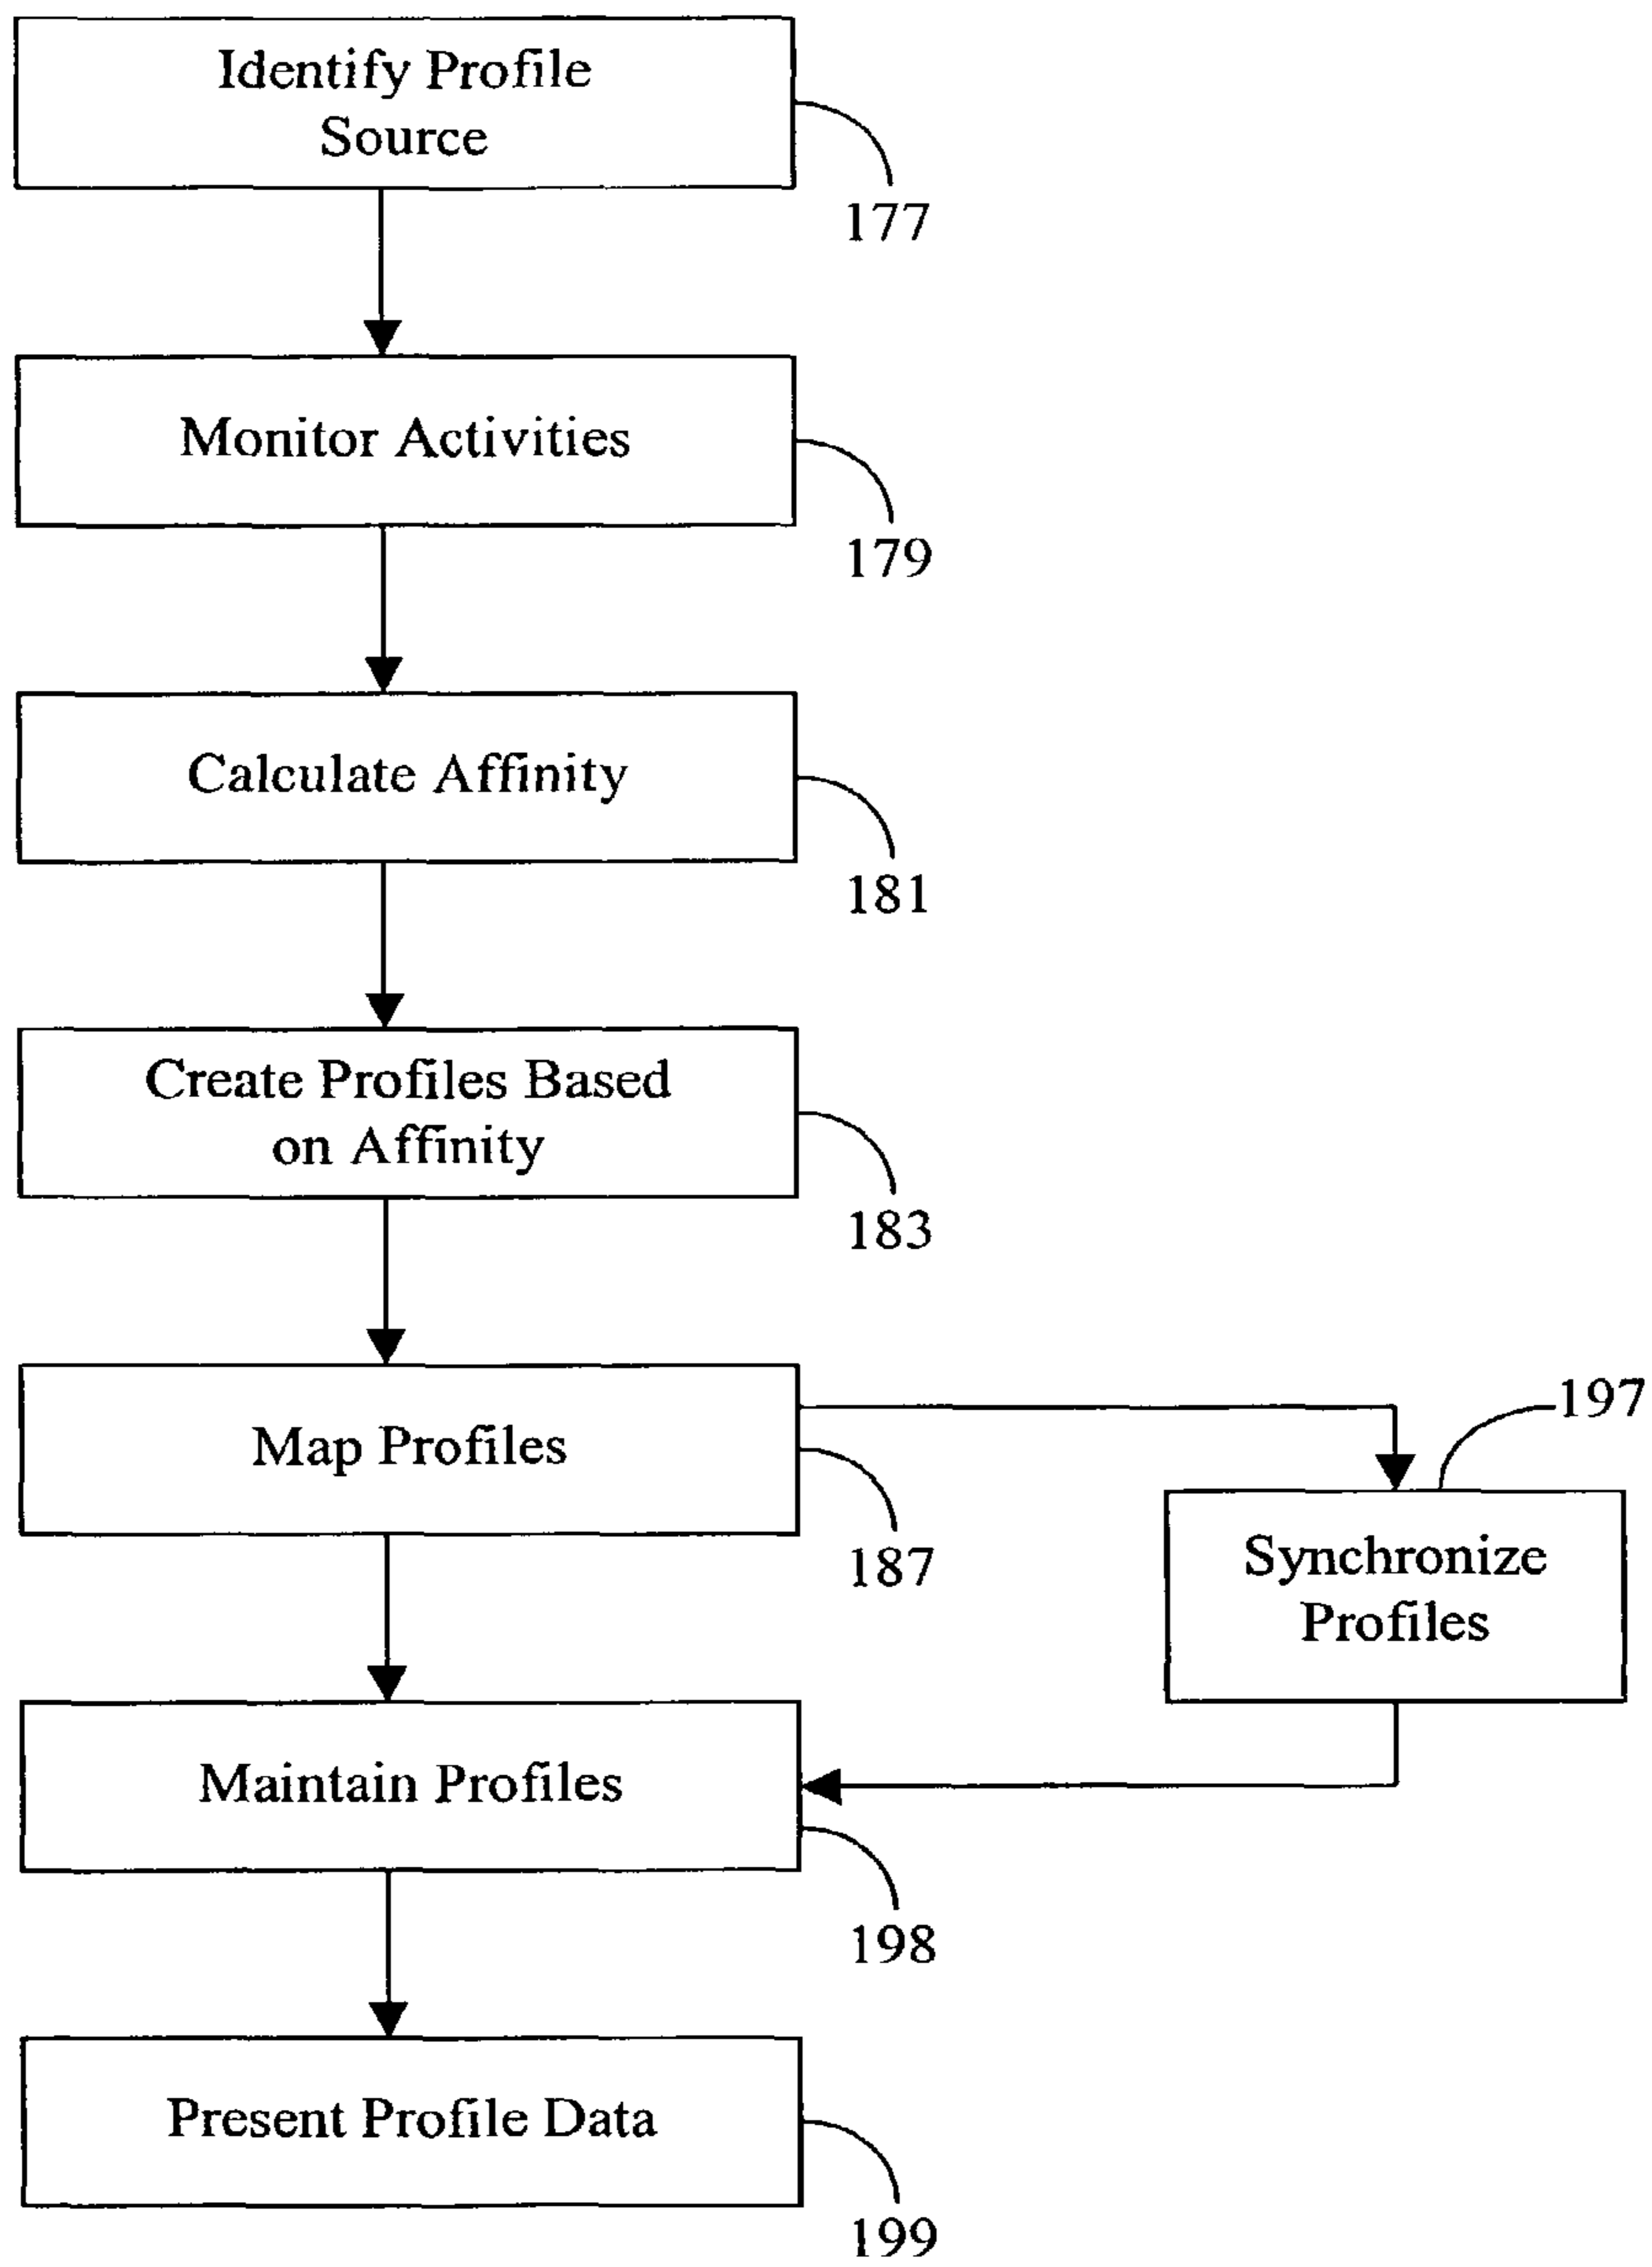 Identify Profile
Source
177
Monitor Activities
179
Calculate Affinity
181
Create Profiles Based
on Affinity
183
Map Profiles
187
197
Synchronize
Profiles
Maintain Profiles
198
Present Profile Data
199